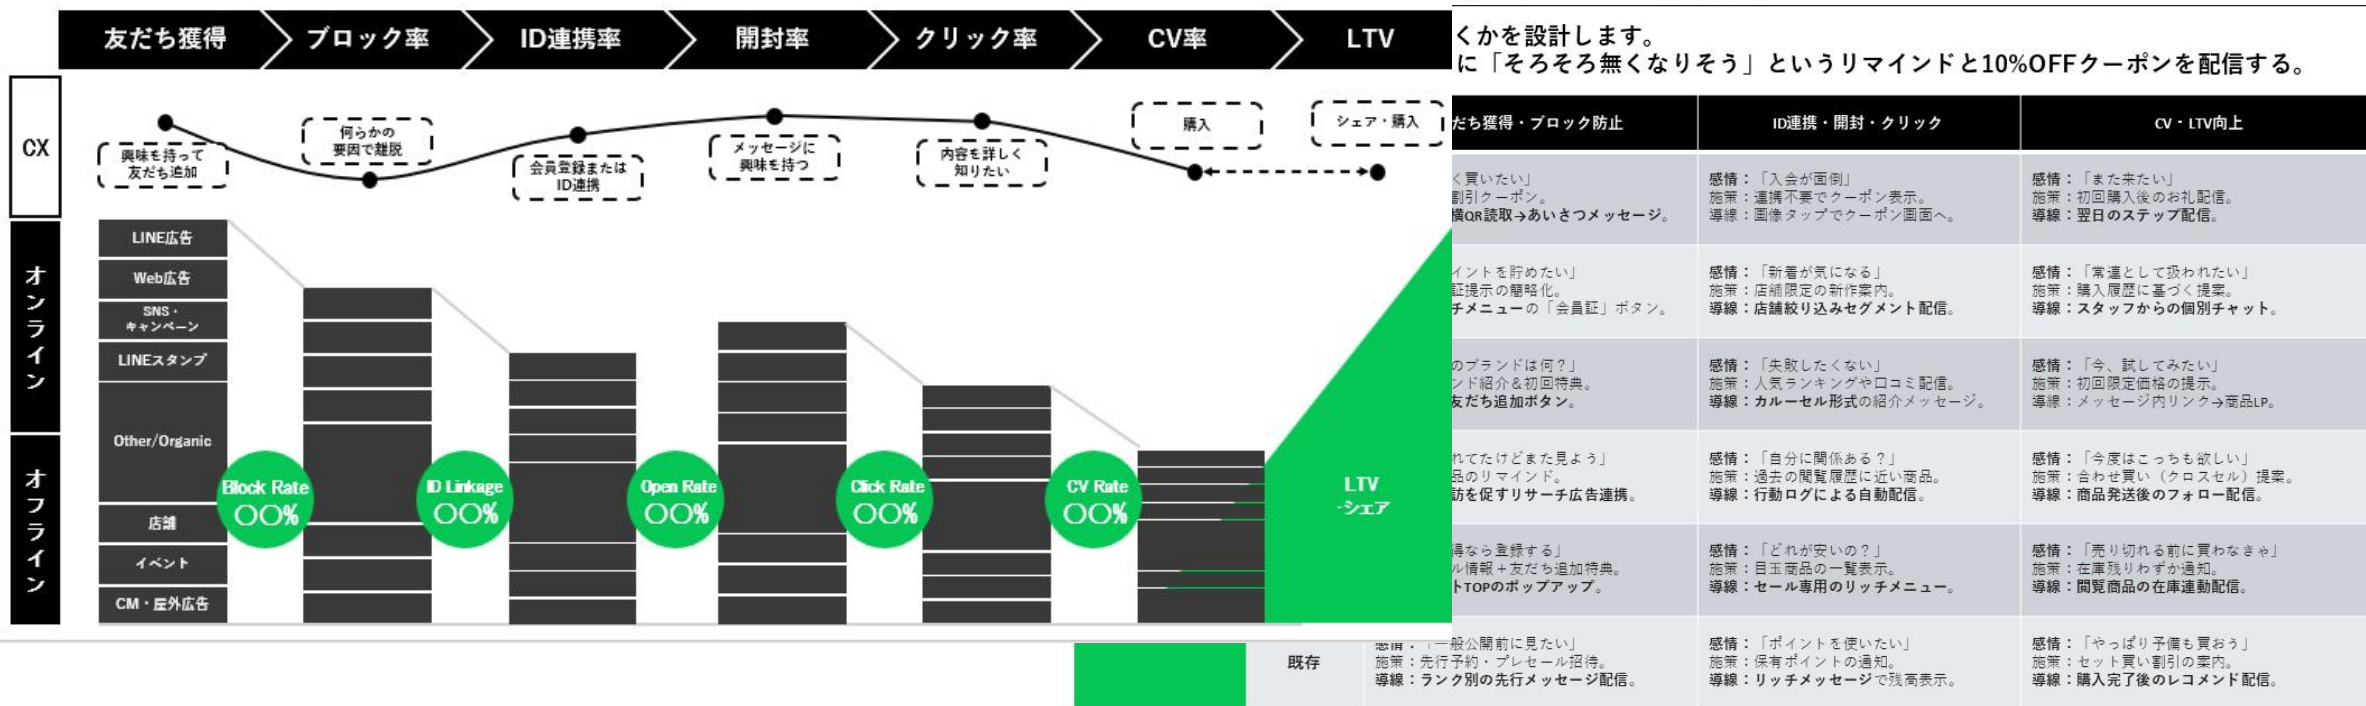 友だち獲得
ブロック率
ID連携率
開封率
クリック率
CV率
LTV
CX
興味を持って
友だち追加
何らかの
要因で離脱
会員登録または
ID連携
メッセージに
興味を持つ
内容を詳しく
知りたい
購入
シェア・購入
オンライン
オフライン
LINE広告
Web広告
SNS・
キャンペーン
LINEスタンプ
Other/Organic
店舗
イベント
CM・屋外広告
Block Rate
〇〇%
ID Linkage
〇〇%
Open Rate
〇〇%
Click Rate
〇〇%
CV Rate
〇〇%
LTV
-シェア
くかを設計します。
に「そろそろ無くなりそう」というリマインドと10%OFFクーポンを配信する。
だち獲得・ブロック防止
ID連携・開封・クリック
CV・LTV向上
く買いたい」
割引クーポン。
横QR読取→あいさつメッセージ。
感情：「入会が面倒」
施策：連携不要でクーポン表示。
導線：画像タップでクーポン画面へ。
感情：「また来たい」
施策：初回購入後のお礼配信。
導線：翌日のステップ配信。
イントを貯めたい」
証提示の簡略化。
チメニューの「会員証」ボタン。
感情：「新着が気になる」
施策：店舗限定の新作案内。
導線：店舗絞り込みセグメント配信。
感情：「常連として扱われたい」
施策：購入履歴に基づく提案。
導線：スタッフからの個別チャット。
のブランドは何？」
ンド紹介＆初回特典。
友だち追加ボタン。
感情：「失敗したくない」
施策：人気ランキングや口コミ配信。
導線：カルーセル形式の紹介メッセージ。
感情：「今、試してみたい」
施策：初回限定価格の提示。
導線：メッセージ内リンク→商品LP。
れてたけどまた見よう」
品のリマインド。
訪を促すリサーチ広告連携。
感情：「自分に関係ある？」
施策：過去の閲覧履歴に近い商品。
導線：行動ログによる自動配信。
感情：「今度はこっちも欲しい」
施策：合わせ買い（クロスセル）提案。
導線：商品発送後のフォロー配信。
得なら登録する」
ル情報＋友だち追加特典。
トTOPのポップアップ。
感情：「どれが安いの？」
施策：目玉商品の一覧表示。
導線：セール専用のリッチメニュー。
感情：「売り切れる前に買わなきゃ」
施策：在庫残りわずか通知。
導線：閲覧商品の在庫連動配信。
既存
感情：「一般公開前に見たい」
施策：先行予約・プレセール招待。
導線：ランク別の先行メッセージ配信。
感情：「ポイントを使いたい」
施策：保有ポイントの通知。
導線：リッチメッセージで残高表示。
感情：「やっぱり予備も買おう」
施策：セット買い割引の案内。
導線：購入完了後のレコメンド配信。